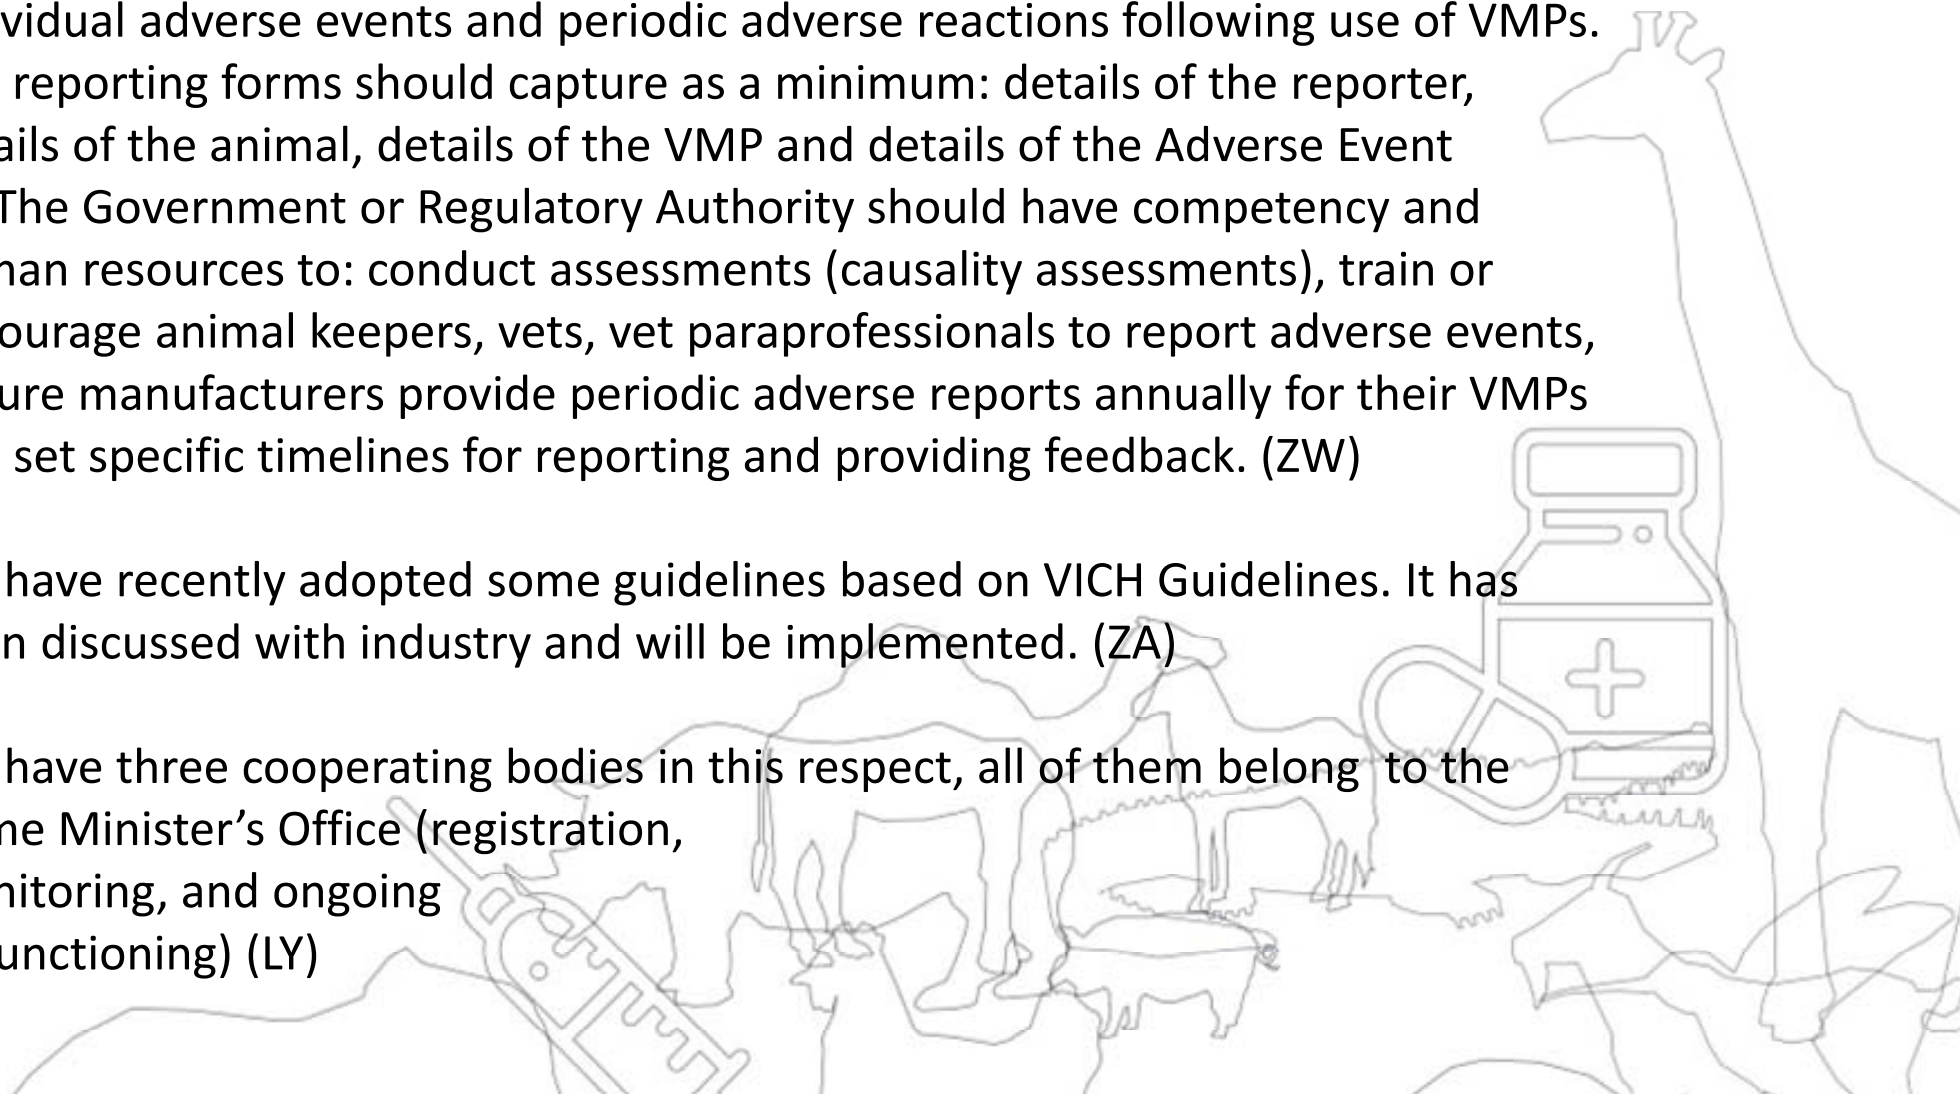 vidual adverse events and periodic adverse reactions following use of VMPs.
reporting forms should capture as a minimum: details of the reporter,
ails of the animal, details of the VMP and details of the Adverse Event
The Government or Regulatory Authority should have competency and
nan resources to: conduct assessments (causality assessments), train or
ourage animal keepers, vets, vet paraprofessionals to report adverse events,
ure manufacturers provide periodic adverse reports annually for their VMPs
set specific timelines for reporting and providing feedback. (ZW)
have recently adopted some guidelines based on VICH Guidelines. It has
n discussed with industry and will be implemented. (ZA)
have three cooperating bodies in this respect, all of them belong to the
me Minister’s Office (registration,
nitoring, and ongoing
unctioning) (LY)